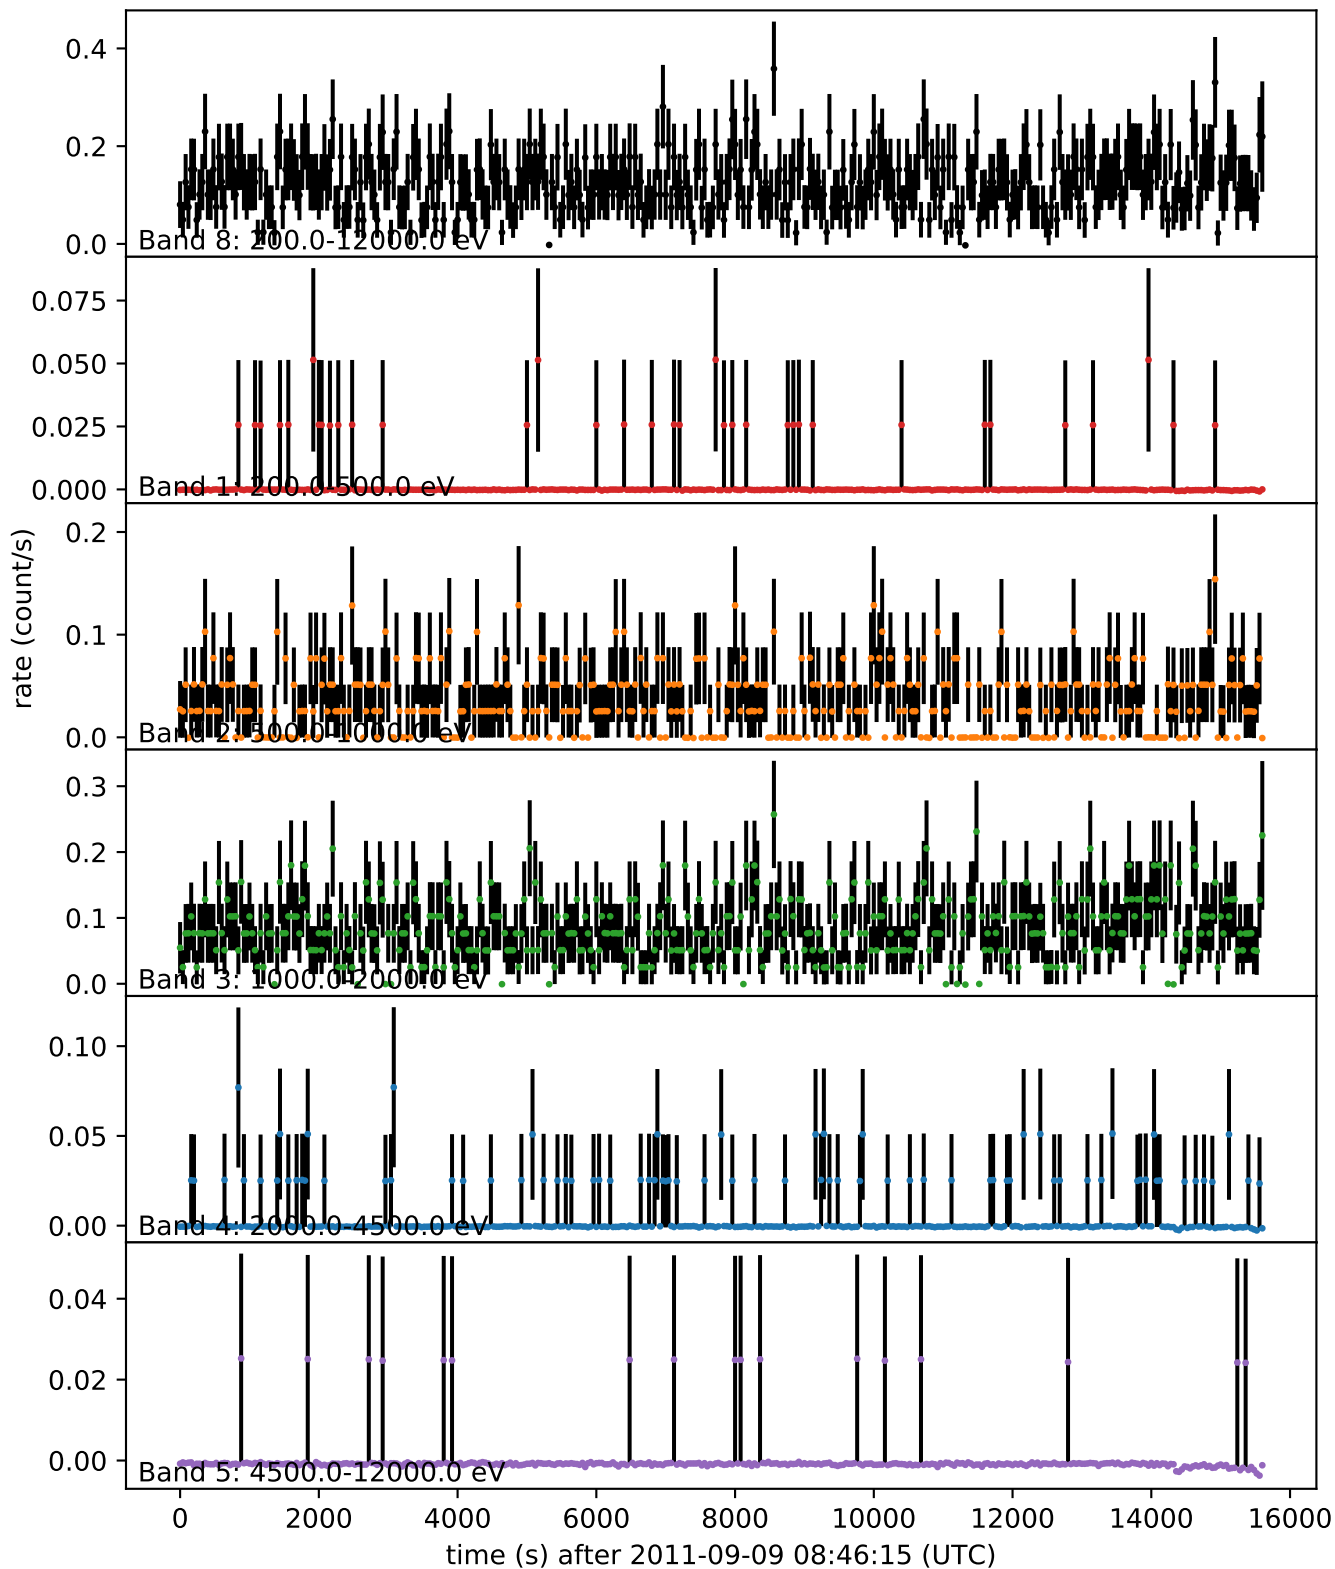 0.4
0.2
0.0
Band 8: 200.0-12000.0 eV
0.075
0.050
0.025
0.000
Band 1: 200.0-500.0 eV
rate (count/s)
0.2
0.1
0.0
Band 2: 500.0-1000.0 eV
0.3
0.2
0.1
0.0
Band 3: 1000.0-2000.0 eV
0.10
0.05
0.00
Band 4: 2000.0-4500.0 eV
0.04
0.02
0.00
Band 5: 4500.0-12000.0 eV
0 2000 4000 6000 8000 10000 12000 14000 16000
time (s) after 2011-09-09 08:46:15 (UTC)